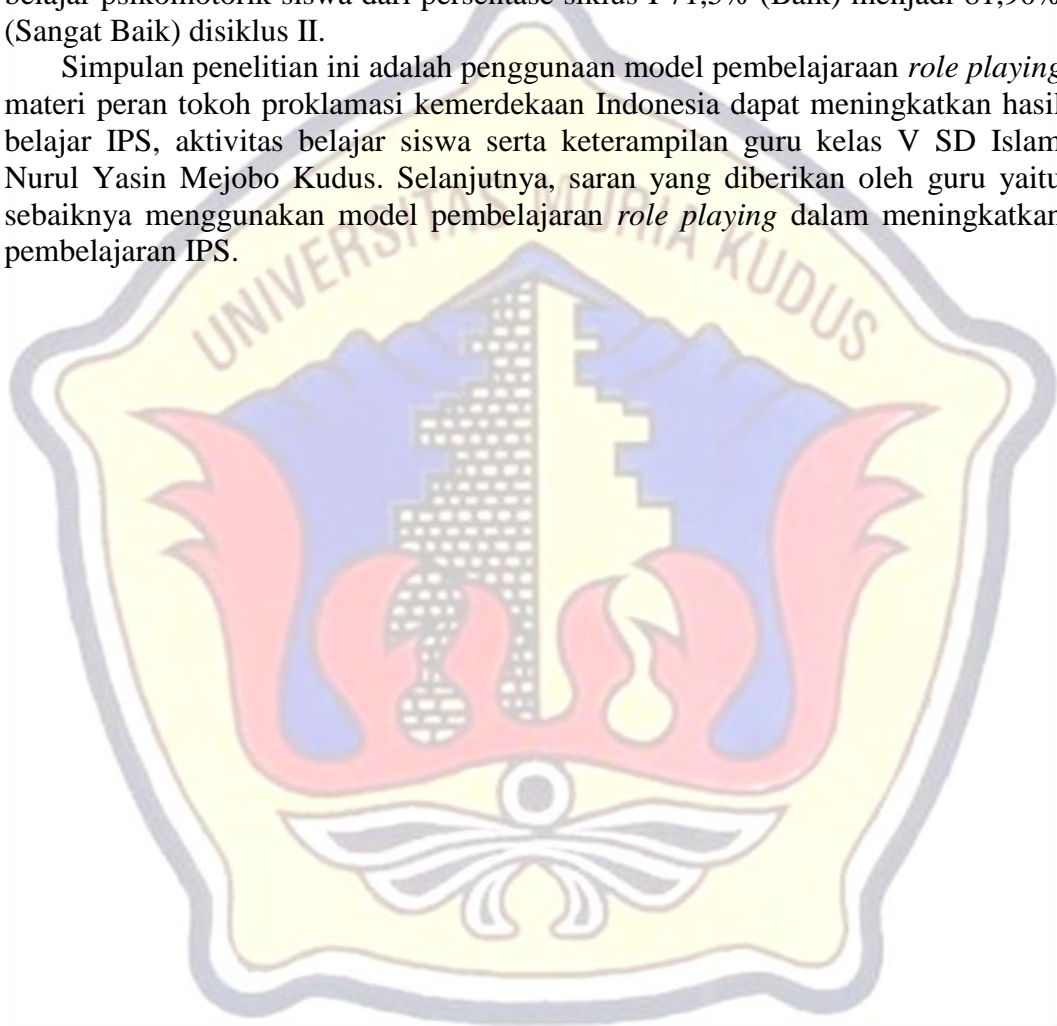 belajar psikomotorik siswa dari persentase siklus I 71,5% (Baik) menjadi 81,90%
(Sangat Baik) disiklus II.
Simpulan penelitian ini adalah penggunaan model pembelajaraan role playing
materi peran tokoh proklamasi kemerdekaan Indonesia dapat meningkatkan hasil
belajar IPS, aktivitas belajar siswa serta keterampilan guru kelas V SD Islam
Nurul Yasin Mejobo Kudus. Selanjutnya, saran yang diberikan oleh guru yaitu
sebaiknya menggunakan model pembelajaran role playing dalam meningkatkan
pembelajaran IPS.
UNIVERSITAS MURIA KUDUS